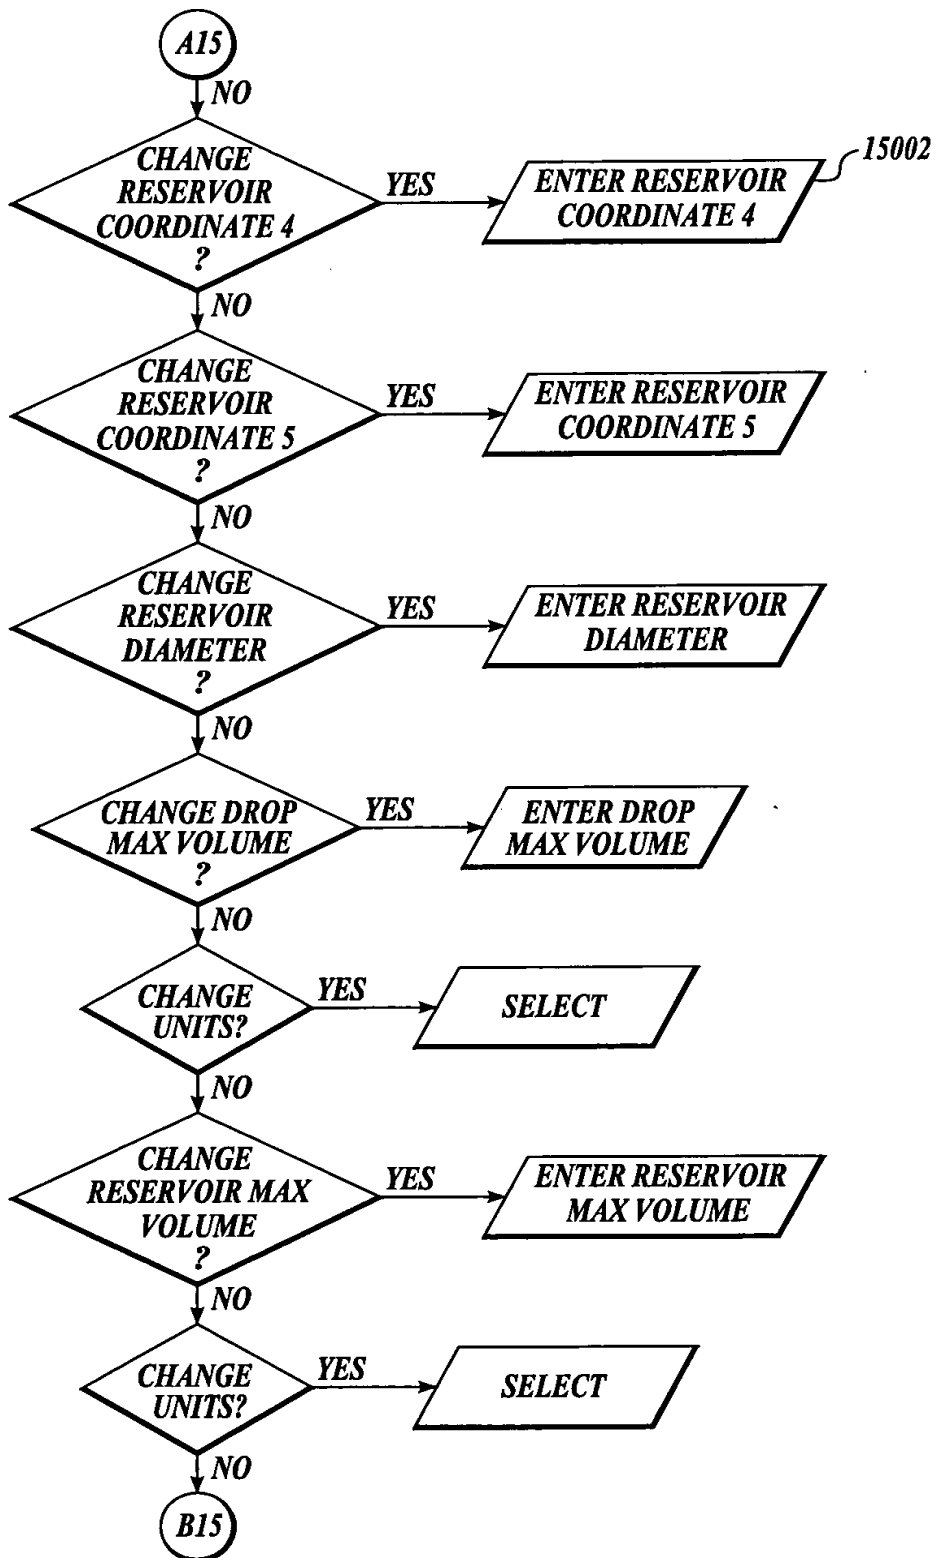 A15
NO
CHANGE
RESERVOIR
COORDINATE 4
?
YES
ENTER RESERVOIR
COORDINATE 4
15002
NO
CHANGE
RESERVOIR
COORDINATE 5
?
YES
ENTER RESERVOIR
COORDINATE 5
NO
CHANGE
RESERVOIR
DIAMETER
?
YES
ENTER RESERVOIR
DIAMETER
NO
CHANGE DROP
MAX VOLUME
?
YES
ENTER DROP
MAX VOLUME
NO
CHANGE
UNITS?
YES
SELECT
NO
CHANGE
RESERVOIR MAX
VOLUME
?
YES
ENTER RESERVOIR
MAX VOLUME
NO
CHANGE
UNITS?
YES
SELECT
NO
B15